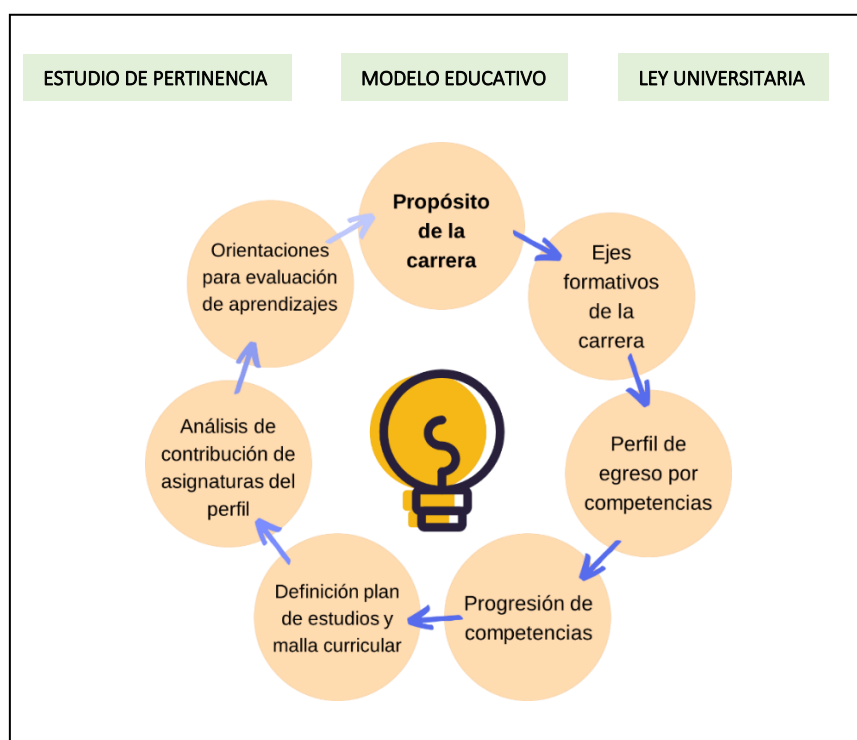 ESTUDIO DE PERTINENCIA
MODELO EDUCATIVO
LEY UNIVERSITARIA
Propósito
de la
carrera
Ejes
formativos
de la
carrera
Perfil de
egreso por
competencias
Progresión de
competencias
Definición plan
de estudios y
malla curricular
Análisis de
contribución de
asignaturas del
perfil
Orientaciones
para evaluación
de aprendizajes